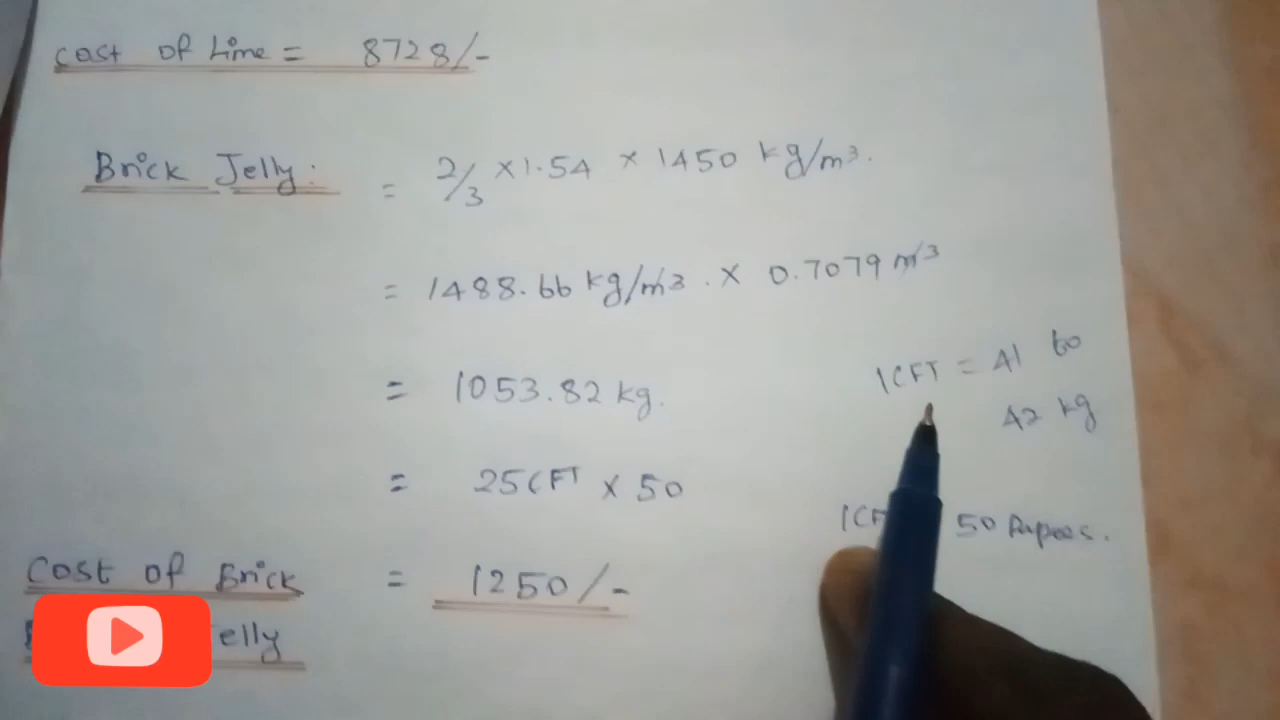 Cost of Lime = 8728/-
Brick Jelly: = 2/3 x 1.54 x 1450 kg/m³.
= 1488.66 kg/m³. x 0.7079 m³
= 1053.82 kg.
1CFT = 41 to
42 kg
= 25CFT x 50
50 Rupees.
Cost of Brick = 1250/-
elly